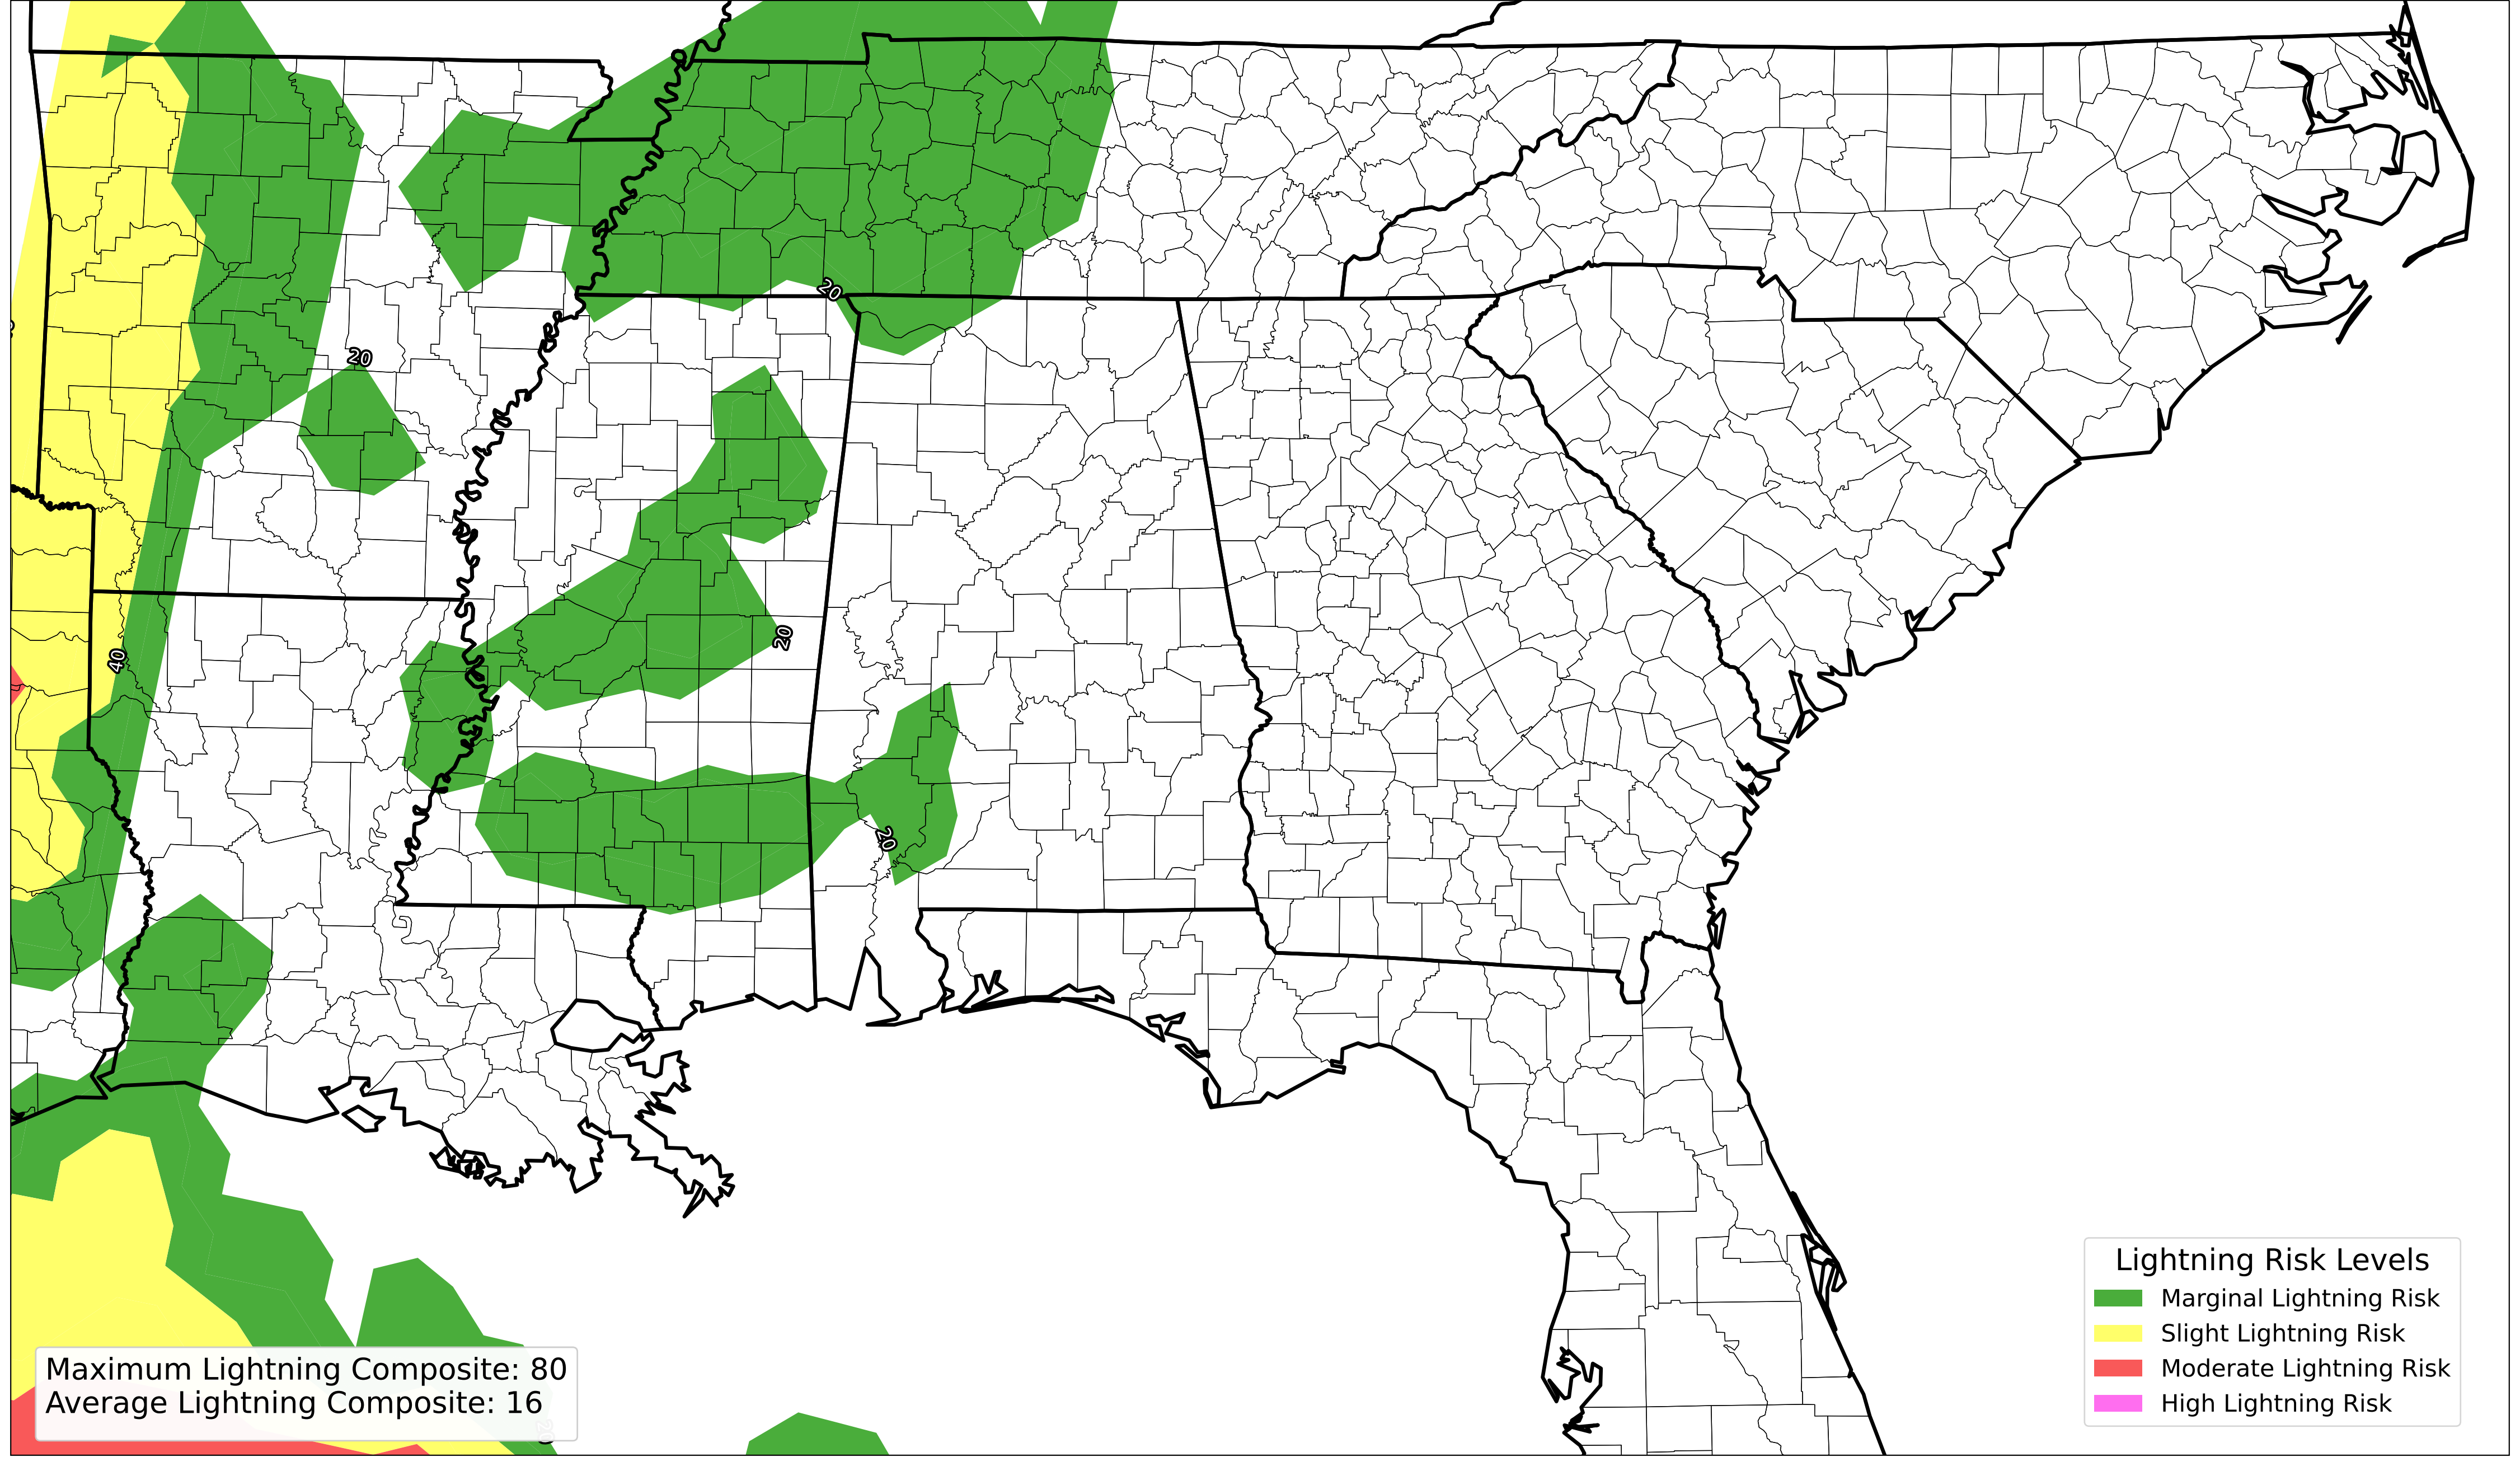 20
20
40
20
20
Lightning Risk Levels
Marginal Lightning Risk
Slight Lightning Risk
Moderate Lightning Risk
High Lightning Risk
Maximum Lightning Composite: 80
Average Lightning Composite: 16